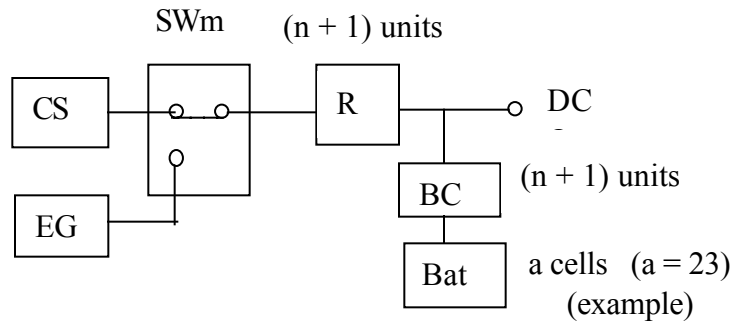 SWm
(n + 1) units
CS
R
DC
(n + 1) units
BC
EG
Bat
a cells (a = 23)
(example)